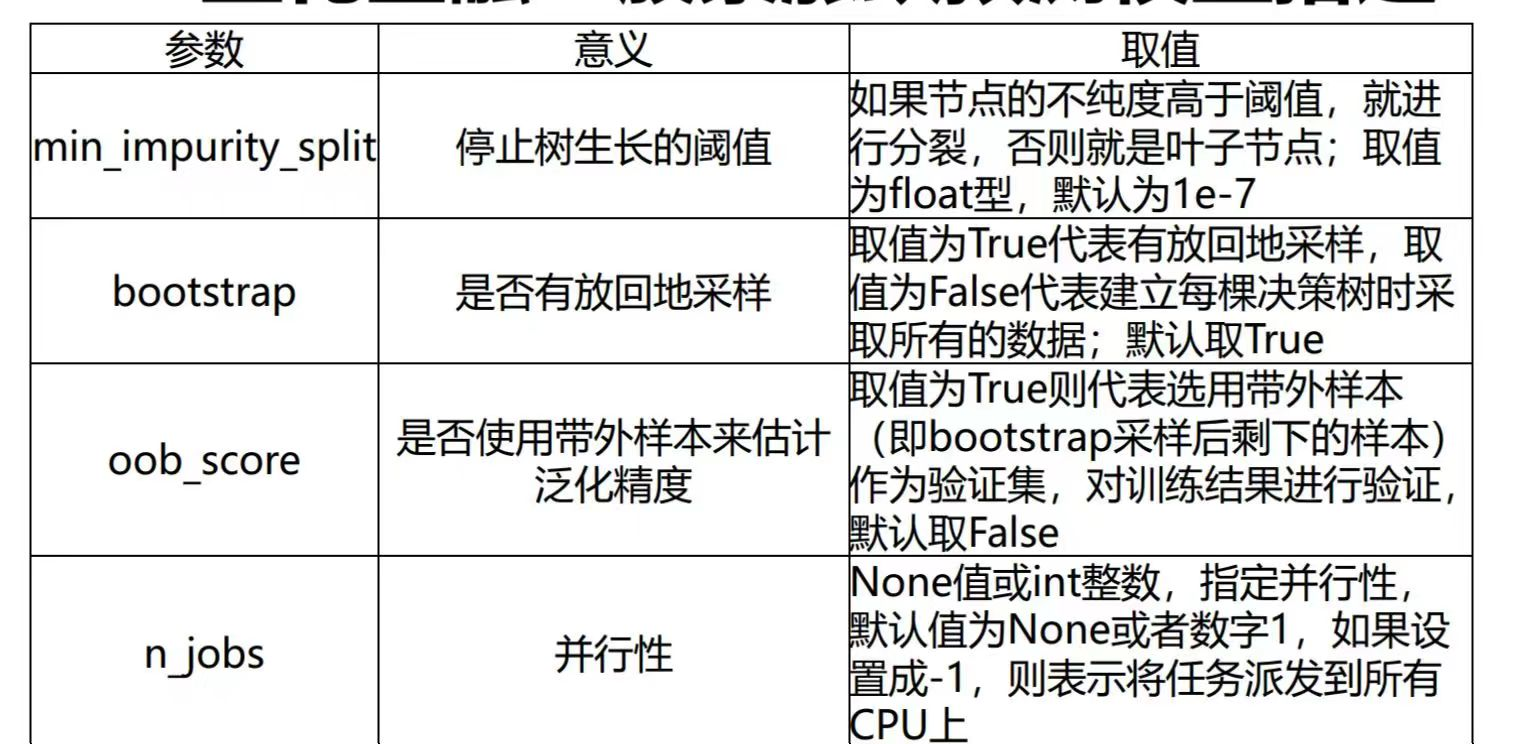 参数
意义
取值
min_impurity_split
停止树生长的阈值
如果节点的不纯度高于阈值，就进
行分裂，否则就是叶子节点；取值
为float型，默认为1e-7
bootstrap
是否有放回地采样
取值为True代表有放回地采样，取
值为False代表建立每棵决策树时采
取所有的数据；默认取True
oob_score
是否使用带外样本来估计
泛化精度
取值为True则代表选用带外样本
（即bootstrap采样后剩下的样本）
作为验证集，对训练结果进行验证，
默认取False
n_jobs
并行性
None值或int整数，指定并行性，
默认值为None或者数字1，如果设
置成-1，则表示将任务派发到所有
CPU上